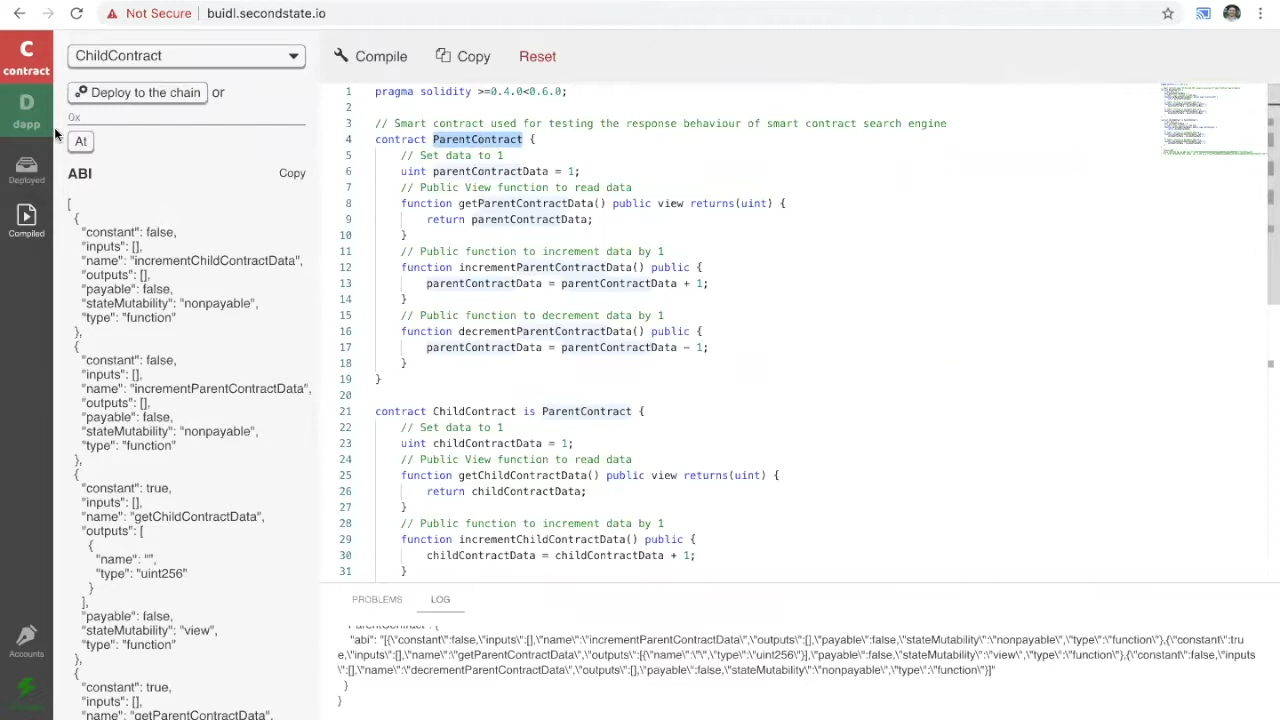 Not Secure
buidl.secondstate.io
C
contract
D
dapp
Deployed
Compiled
Accounts
ChildContract
Deploy to the chain or
0x
At
ABI
Copy
[
{
"constant": false,
"inputs": [],
"name": "incrementChildContractData",
"outputs": [],
"payable": false,
"stateMutability": "nonpayable",
"type": "function"
},
{
"constant": false,
"inputs": [],
"name": "incrementParentContractData",
"outputs": [],
"payable": false,
"stateMutability": "nonpayable",
"type": "function"
},
{
"constant": true,
"inputs": [],
"name": "getChildContractData",
"outputs": [
{
"name": "",
"type": "uint256"
}
],
"payable": false,
"stateMutability": "view",
"type": "function"
},
{
"constant": true,
"inputs": [],
"name": "getParentContractData",
Compile
Copy
Reset
1 pragma solidity >=0.4.0<0.6.0;
2
3 // Smart contract used for testing the response behaviour of smart contract search engine
4 contract ParentContract {
5 // Set data to 1
6 uint parentContractData = 1;
7 // Public View function to read data
8 function getParentContractData() public view returns(uint) {
9 return parentContractData;
10 }
11 // Public function to increment data by 1
12 function incrementParentContractData() public {
13 parentContractData = parentContractData + 1;
14 }
15 // Public function to decrement data by 1
16 function decrementParentContractData() public {
17 parentContractData = parentContractData - 1;
18 }
19 }
20
21 contract ChildContract is ParentContract {
22 // Set data to 1
23 uint childContractData = 1;
24 // Public View function to read data
25 function getChildContractData() public view returns(uint) {
26 return childContractData;
27 }
28 // Public function to increment data by 1
29 function incrementChildContractData() public {
30 childContractData = childContractData + 1;
31 }
PROBLEMS
LOG
"abi": "[{\"constant\":false,\"inputs\":[],\"name\":\"incrementParentContractData\",\"outputs\":[],\"payable\":false,\"stateMutability\":\"nonpayable\",\"type\":\"function\"},{\"constant\":tru
e,\"inputs\":[],\"name\":\"getParentContractData\",\"outputs\":[{\"name\":\"\",\"type\":\"uint256\"}],\"payable\":false,\"stateMutability\":\"view\",\"type\":\"function\"},{\"constant\":false,\"inputs
\":[],\"name\":\"decrementParentContractData\",\"outputs\":[],\"payable\":false,\"stateMutability\":\"nonpayable\",\"type\":\"function\"}]"
}
}